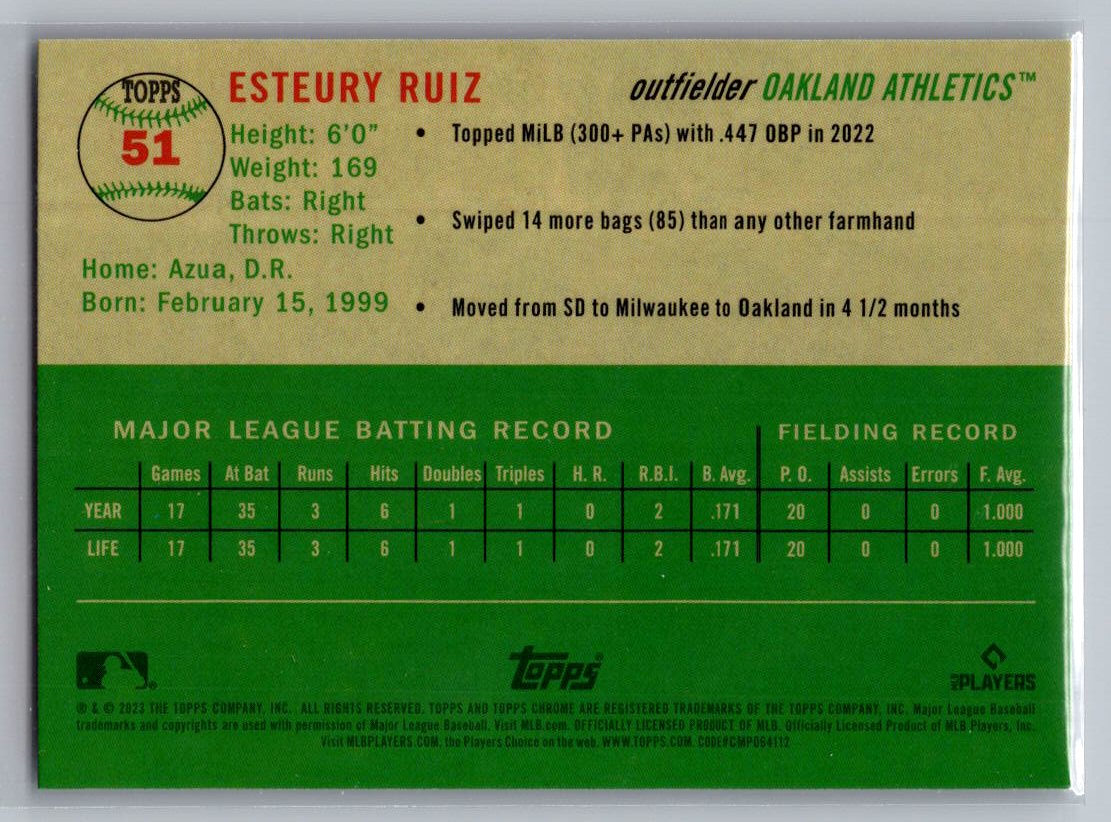 TOPPS
51
ESTEURY RUIZ
outfielder OAKLAND ATHLETICS™
Height: 6'0"
Weight: 169
Bats: Right
Throws: Right
Home: Azua, D.R.
Born: February 15, 1999
• Topped MiLB (300+ PAs) with .447 OBP in 2022
• Swiped 14 more bags (85) than any other farmhand
• Moved from SD to Milwaukee to Oakland in 4 1/2 months
MAJOR LEAGUE BATTING RECORD FIELDING RECORD
Games At Bat Runs Hits Doubles Triples H. R. R.B.I. B. Avg. P. O. Assists Errors F. Avg.
YEAR 17 35 3 6 1 1 0 2 .171 20 0 0 1.000
LIFE 17 35 3 6 1 1 0 2 .171 20 0 0 1.000
Topps
PLAYERS
® & © 2023 THE TOPPS COMPANY, INC. ALL RIGHTS RESERVED. TOPPS AND TOPPS CHROME ARE REGISTERED TRADEMARKS OF THE TOPPS COMPANY, INC. Major League Baseball
trademarks and copyrights are used with permission of Major League Baseball. Visit MLB.com. OFFICIALLY LICENSED PRODUCT OF MLB. Officially Licensed Product of MLB Players, Inc.
Visit MLBPLAYERS.COM, the Players Choice on the web. WWW.TOPPS.COM. CODE#CMP064112